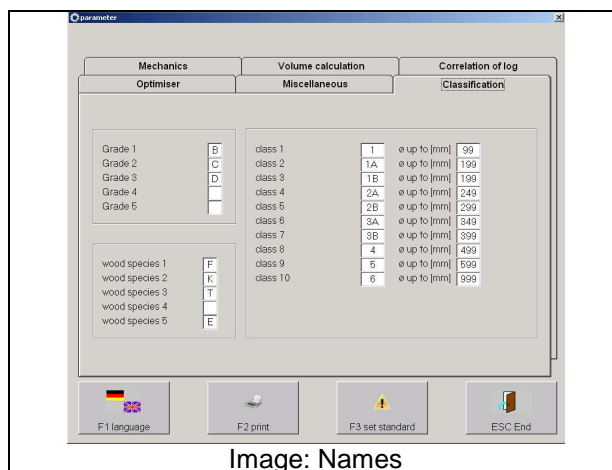 parameter
Mechanics Volume calculation Correlation of log
Optimiser Miscellaneous Classification
Grade 1 B
Grade 2 C
Grade 3 D
Grade 4
Grade 5
wood species 1 F
wood species 2 K
wood species 3 T
wood species 4
wood species 5 E
class 1 1 ø up to [mm] 99
class 2 1A ø up to [mm] 199
class 3 1B ø up to [mm] 199
class 4 2A ø up to [mm] 249
class 5 2B ø up to [mm] 299
class 6 3A ø up to [mm] 349
class 7 3B ø up to [mm] 399
class 8 4 ø up to [mm] 499
class 9 5 ø up to [mm] 599
class 10 6 ø up to [mm] 999
F1 language F2 print F3 set standard ESC End
Image: Names